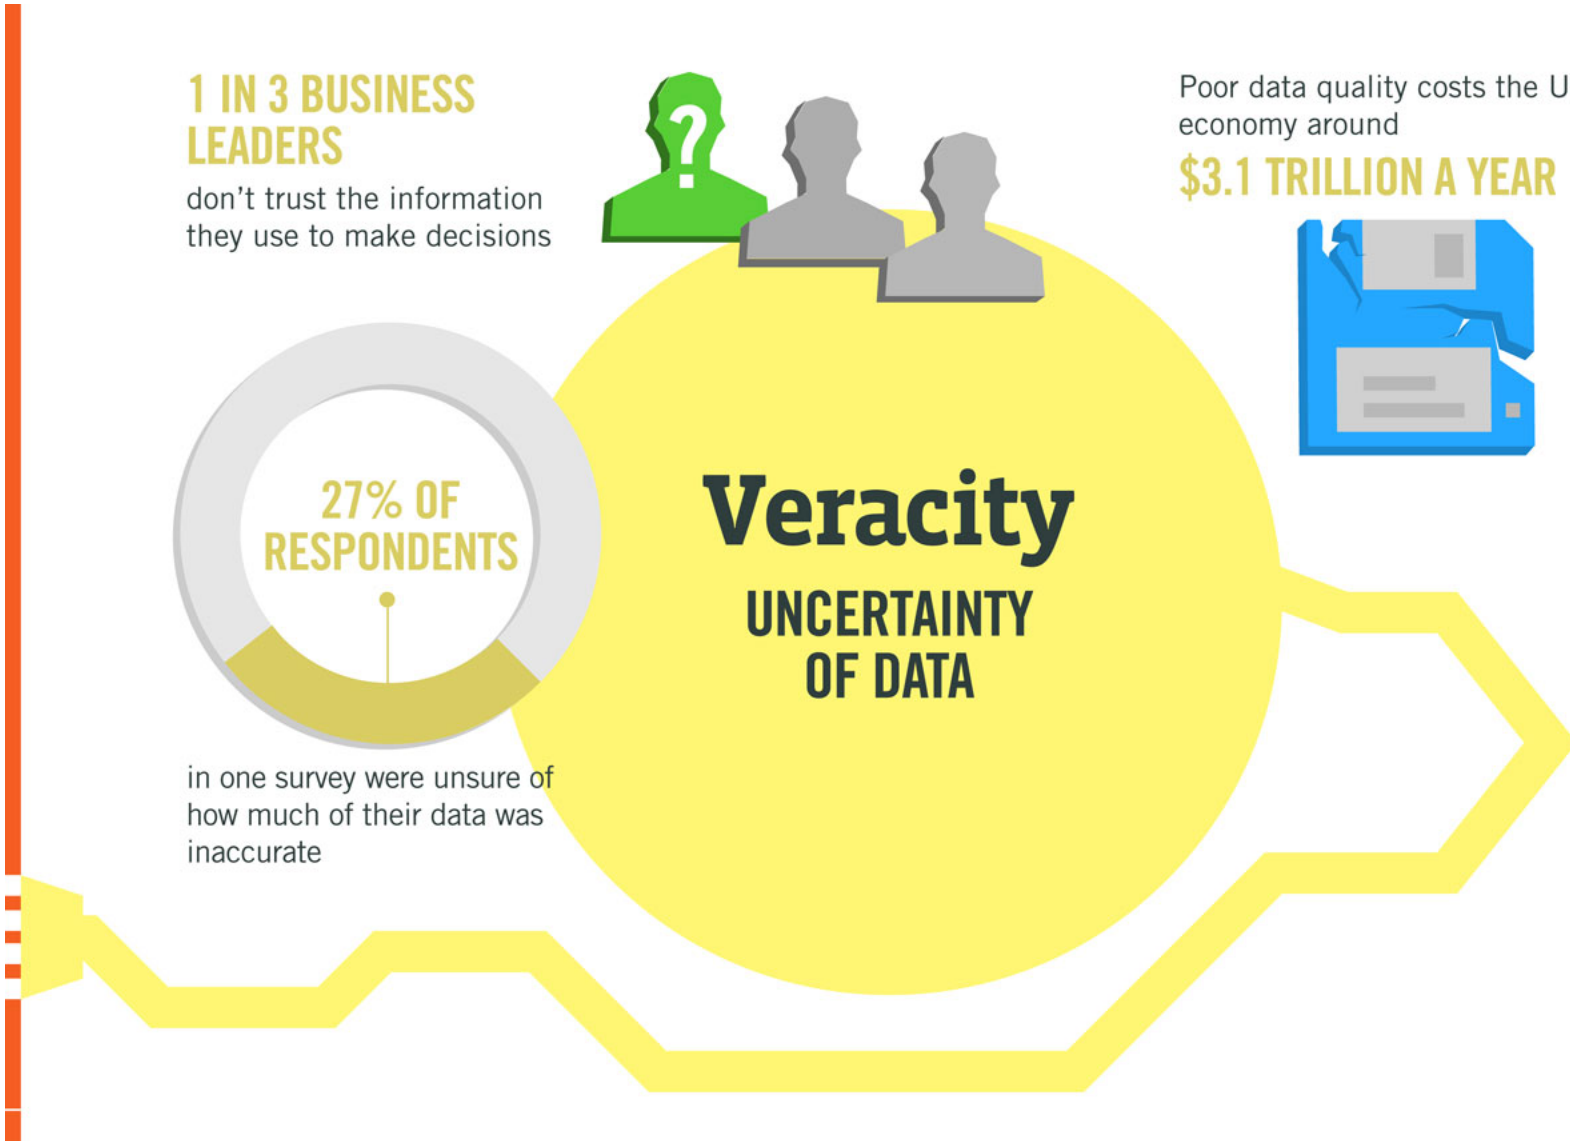 1 IN 3 BUSINESS
LEADERS
don't trust the information
they use to make decisions
?
Poor data quality costs the U
economy around
$3.1 TRILLION A YEAR
27% OF
RESPONDENTS
in one survey were unsure of
how much of their data was
inaccurate
Veracity
UNCERTAINTY
OF DATA